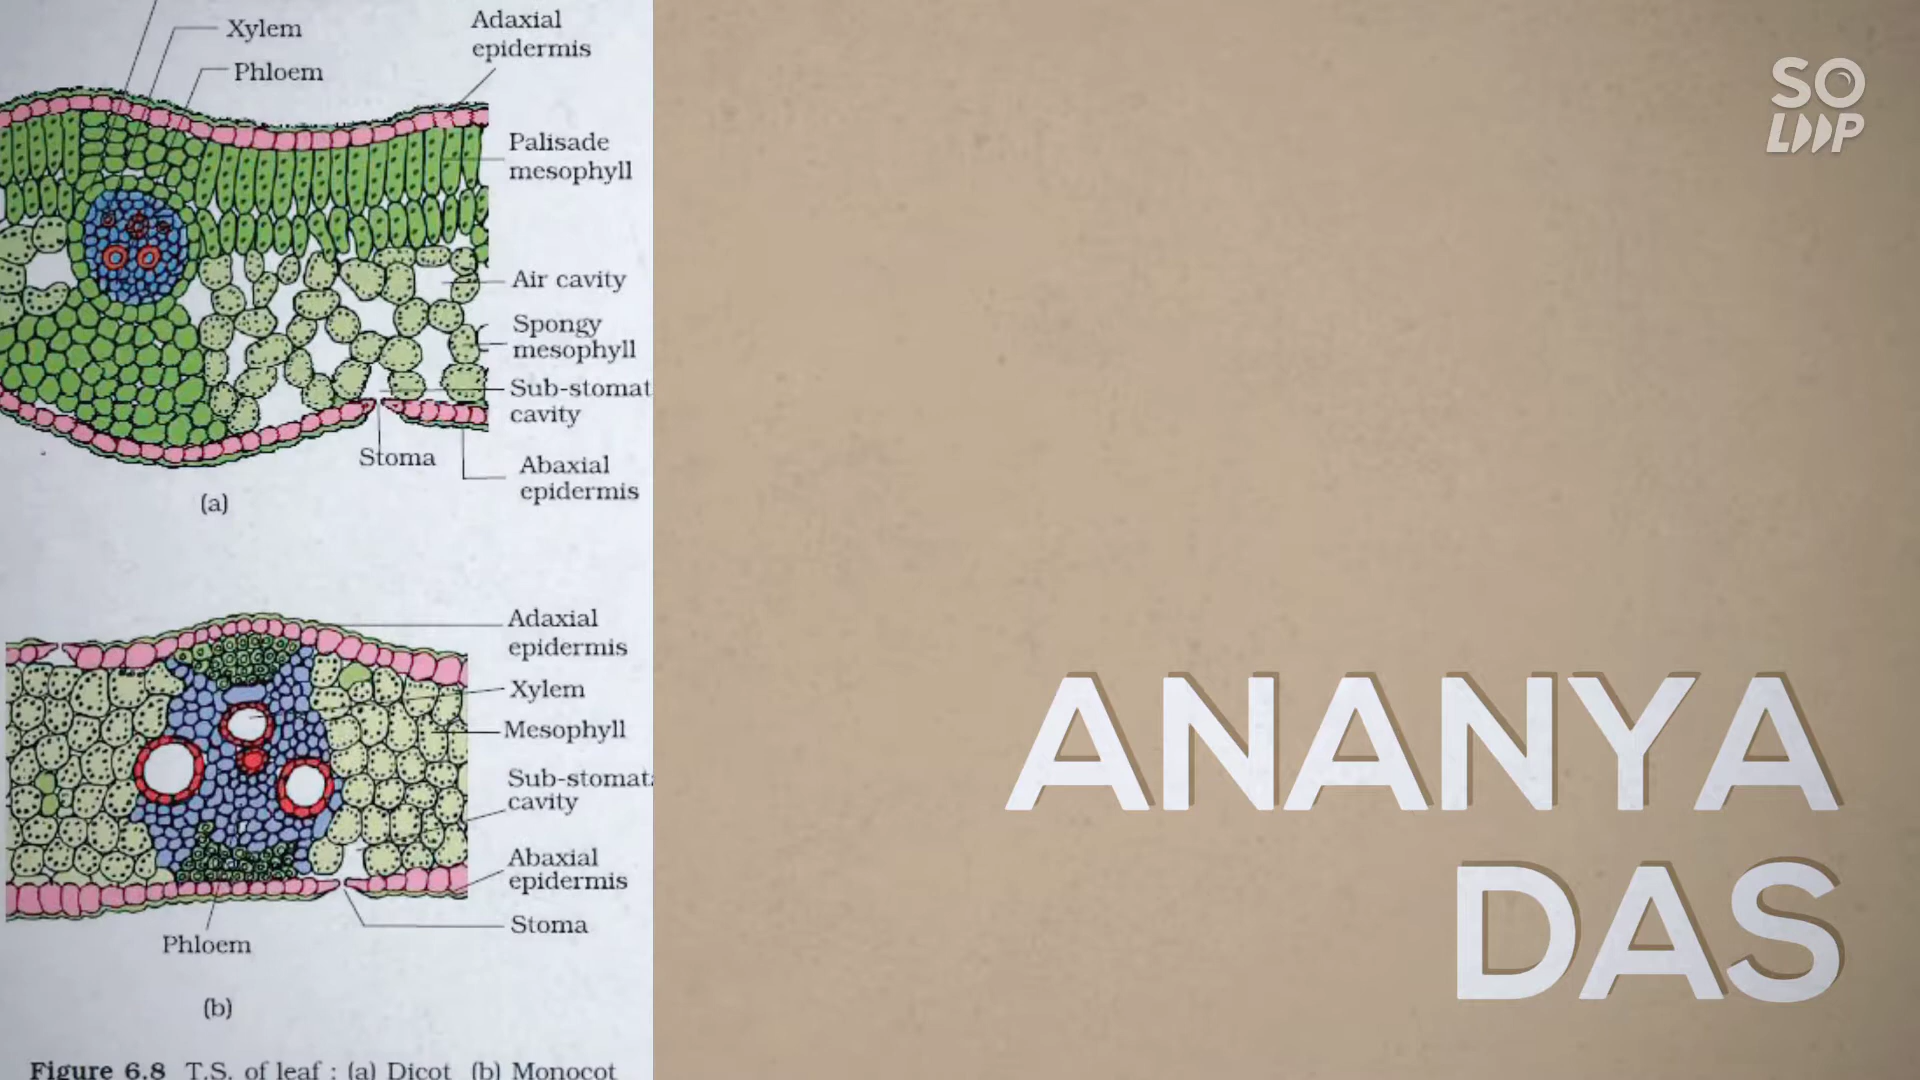 Xylem
Phloem
Adaxial
epidermis
Palisade
mesophyll
Air cavity
Spongy
mesophyll
Sub-stomat
cavity
Stoma
Abaxial
epidermis
(a)
Adaxial
epidermis
Xylem
Mesophyll
Sub-stomat
cavity
Abaxial
epidermis
Stoma
Phloem
(b)
Figure 6.8 T.S. of leaf : (a) Dicot (b) Monocot
SO
LOOP
ANANYA
DAS